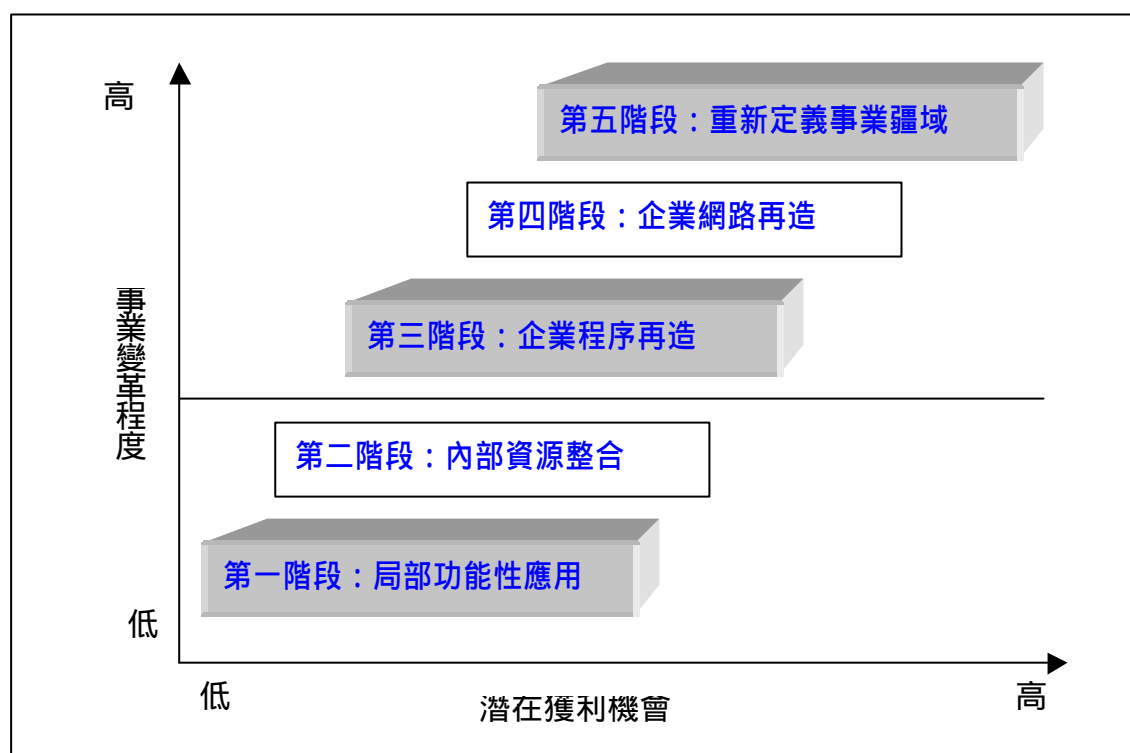 高
第五階段：重新定義事業疆域
第四階段：企業網路再造
事業變革程度
第三階段：企業程序再造
第二階段：內部資源整合
第一階段：局部功能性應用
低
低
潛在獲利機會
高